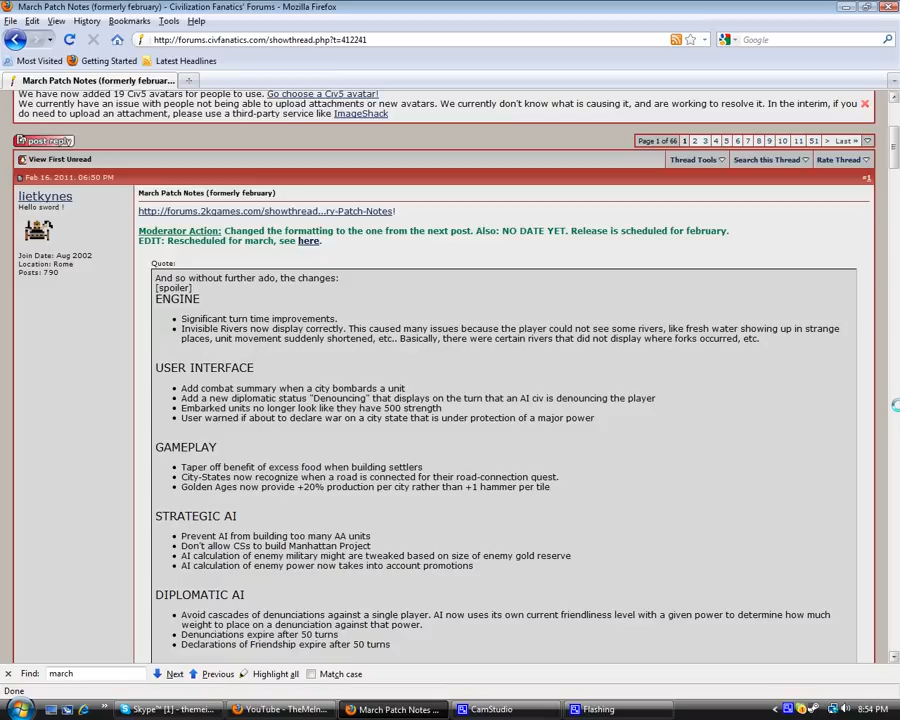 March Patch Notes (formerly february) - Civilization Fanatics' Forums - Mozilla Firefox
File Edit View History Bookmarks Tools Help
http://forums.civfanatics.com/showthread.php?t=412241
Google
Most Visited Getting Started Latest Headlines
March Patch Notes (formerly februar...
We have now added 19 Civ5 avatars for people to use. Go choose a Civ5 avatar!
We currently have an issue with people not being able to upload attachments or new avatars. We currently don't know what is causing it, and are working to resolve it. In the interim, if you
do need to upload an attachment, please use a third-party service like ImageShack
post reply
Page 1 of 66 1 2 3 4 5 6 7 8 9 10 11 51 > Last »
View First Unread
Thread Tools Search this Thread Rate Thread
Feb 16, 2011, 06:50 PM
#1
lietkynes
Hello sword !
Join Date: Aug 2002
Location: Rome
Posts: 790
March Patch Notes (formerly february)
http://forums.2kgames.com/showthread...ry-Patch-Notes!
Moderator Action: Changed the formatting to the one from the next post. Also: NO DATE YET. Release is scheduled for february.
EDIT: Rescheduled for march, see here.
Quote:
And so without further ado, the changes:
[spoiler]
ENGINE
• Significant turn time improvements.
• Invisible Rivers now display correctly. This caused many issues because the player could not see some rivers, like fresh water showing up in strange
places, unit movement suddenly shortened, etc.. Basically, there were certain rivers that did not display where forks occurred, etc.
USER INTERFACE
• Add combat summary when a city bombards a unit
• Add a new diplomatic status "Denouncing" that displays on the turn that an AI civ is denouncing the player
• Embarked units no longer look like they have 500 strength
• User warned if about to declare war on a city state that is under protection of a major power
GAMEPLAY
• Taper off benefit of excess food when building settlers
• City-States now recognize when a road is connected for their road-connection quest.
• Golden Ages now provide +20% production per city rather than +1 hammer per tile
STRATEGIC AI
• Prevent AI from building too many AA units
• Don't allow CSs to build Manhattan Project
• AI calculation of enemy military might are tweaked based on size of enemy gold reserve
• AI calculation of enemy power now takes into account promotions
DIPLOMATIC AI
• Avoid cascades of denunciations against a single player. AI now uses its own current friendliness level with a given power to determine how much
weight to place on a denunciation against that power.
• Denunciations expire after 50 turns
• Declarations of Friendship expire after 50 turns
Find: march Next Previous Highlight all Match case
Done
Skype™ [1] - themei... YouTube - TheMeIn... March Patch Notes ... CamStudio Flashing 8:54 PM